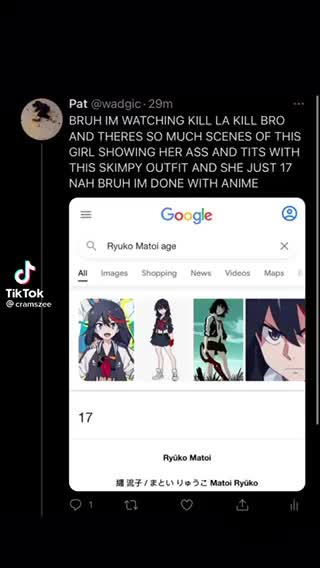 Pat @wadgic · 29m
BRUH IM WATCHING KILL LA KILL BRO
AND THERES SO MUCH SCENES OF THIS
GIRL SHOWING HER ASS AND TITS WITH
THIS SKIMPY OUTFIT AND SHE JUST 17
NAH BRUH IM DONE WITH ANIME
Google
Ryuko Matoi age
All Images Shopping News Videos Maps
17
Ryūko Matoi
纏 流子 / まとい りゅうこ Matoi Ryūko
1
TikTok
@cramszee